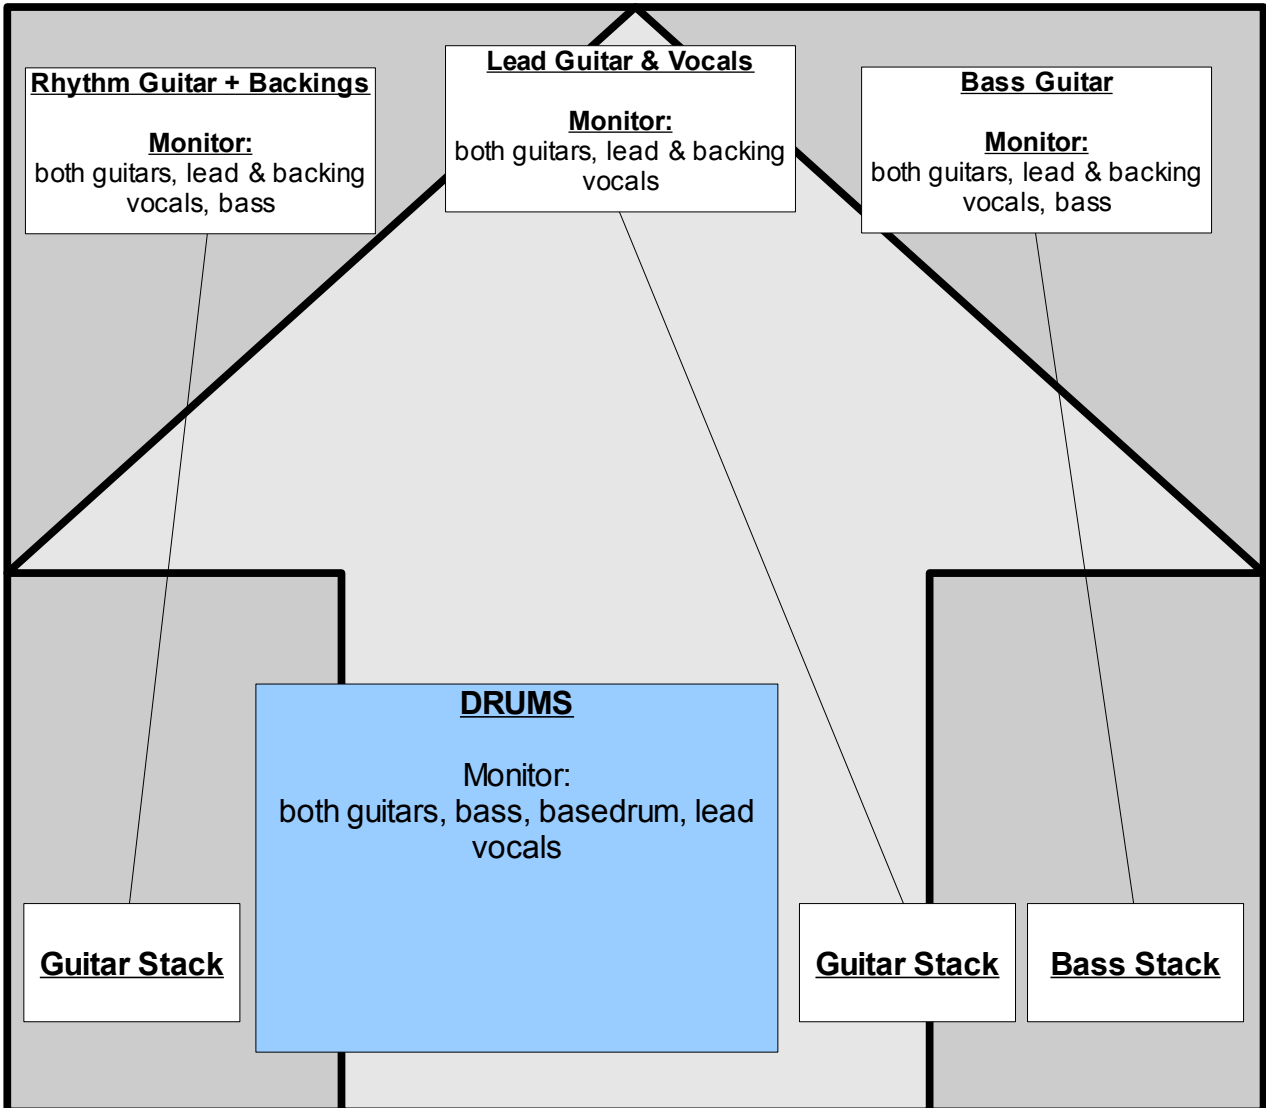 Rhythm Guitar + Backings
Monitor:
both guitars, lead & backing
vocals, bass
Lead Guitar & Vocals
Monitor:
both guitars, lead & backing
vocals
Bass Guitar
Monitor:
both guitars, lead & backing
vocals, bass
DRUMS
Monitor:
both guitars, bass, basedrum, lead
vocals
Guitar Stack
Guitar Stack
Bass Stack